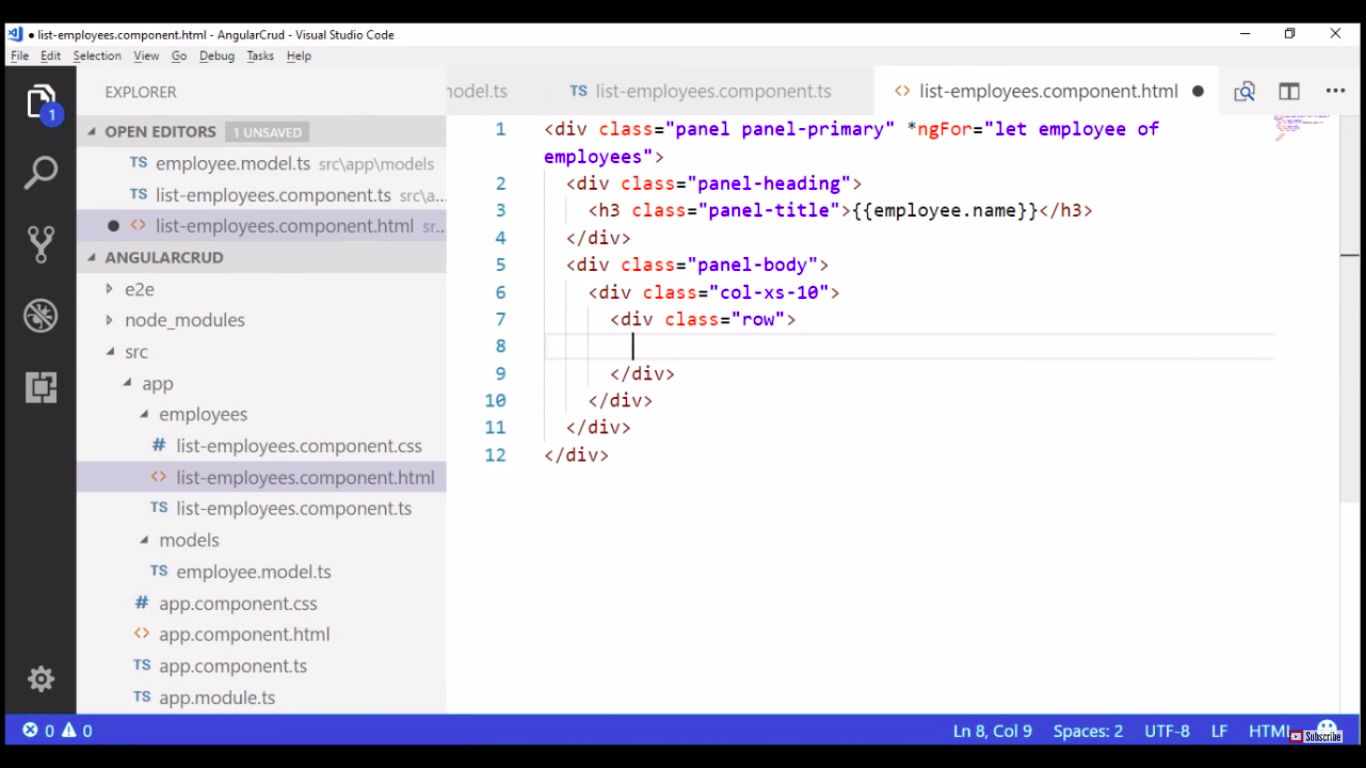 list-employees.component.html - AngularCrud - Visual Studio Code
File Edit Selection View Go Debug Tasks Help
EXPLORER
OPEN EDITORS 1 UNSAVED
TS employee.model.ts src\app\models
TS list-employees.component.ts src\a...
<> list-employees.component.html sr...
ANGULARCRUD
e2e
node_modules
src
app
employees
# list-employees.component.css
<> list-employees.component.html
TS list-employees.component.ts
models
TS employee.model.ts
# app.component.css
<> app.component.html
TS app.component.ts
TS app.module.ts
1
nodel.ts TS list-employees.component.ts <> list-employees.component.html
1 <div class="panel panel-primary" *ngFor="let employee of
employees">
2 <div class="panel-heading">
3 <h3 class="panel-title">{{employee.name}}</h3>
4 </div>
5 <div class="panel-body">
6 <div class="col-xs-10">
7 <div class="row">
8
9 </div>
10 </div>
11 </div>
12 </div>
0 0 Ln 8, Col 9 Spaces: 2 UTF-8 LF HTML
Subscribe